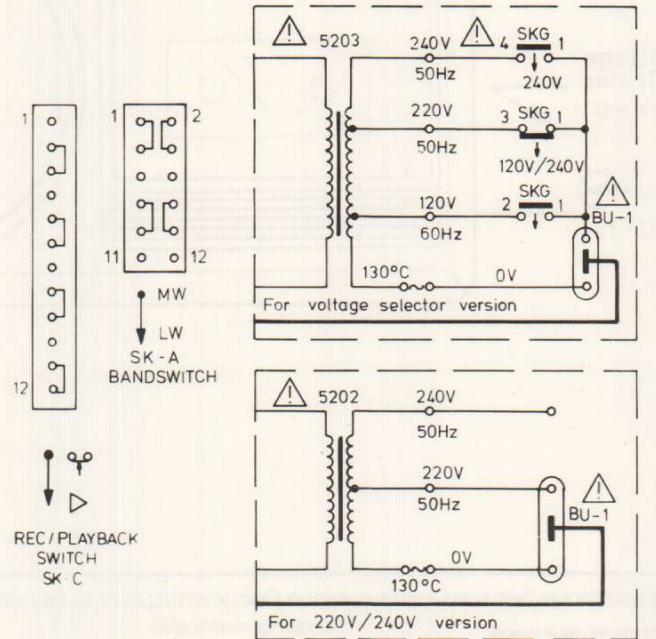 1
12
REC/PLAYBACK
SWITCH
SK-C
1 2
11 12
MW
LW
SK-A
BANDSWITCH
5203
240V
50Hz
4 SKG 1
240V
220V
50Hz
3 SKG 1
120V/240V
120V
60Hz
SKG
2 1
BU-1
130°C
0V
For voltage selector version
5202
240V
50Hz
220V
50Hz
BU-1
0V
130°C
For 220V/240V version